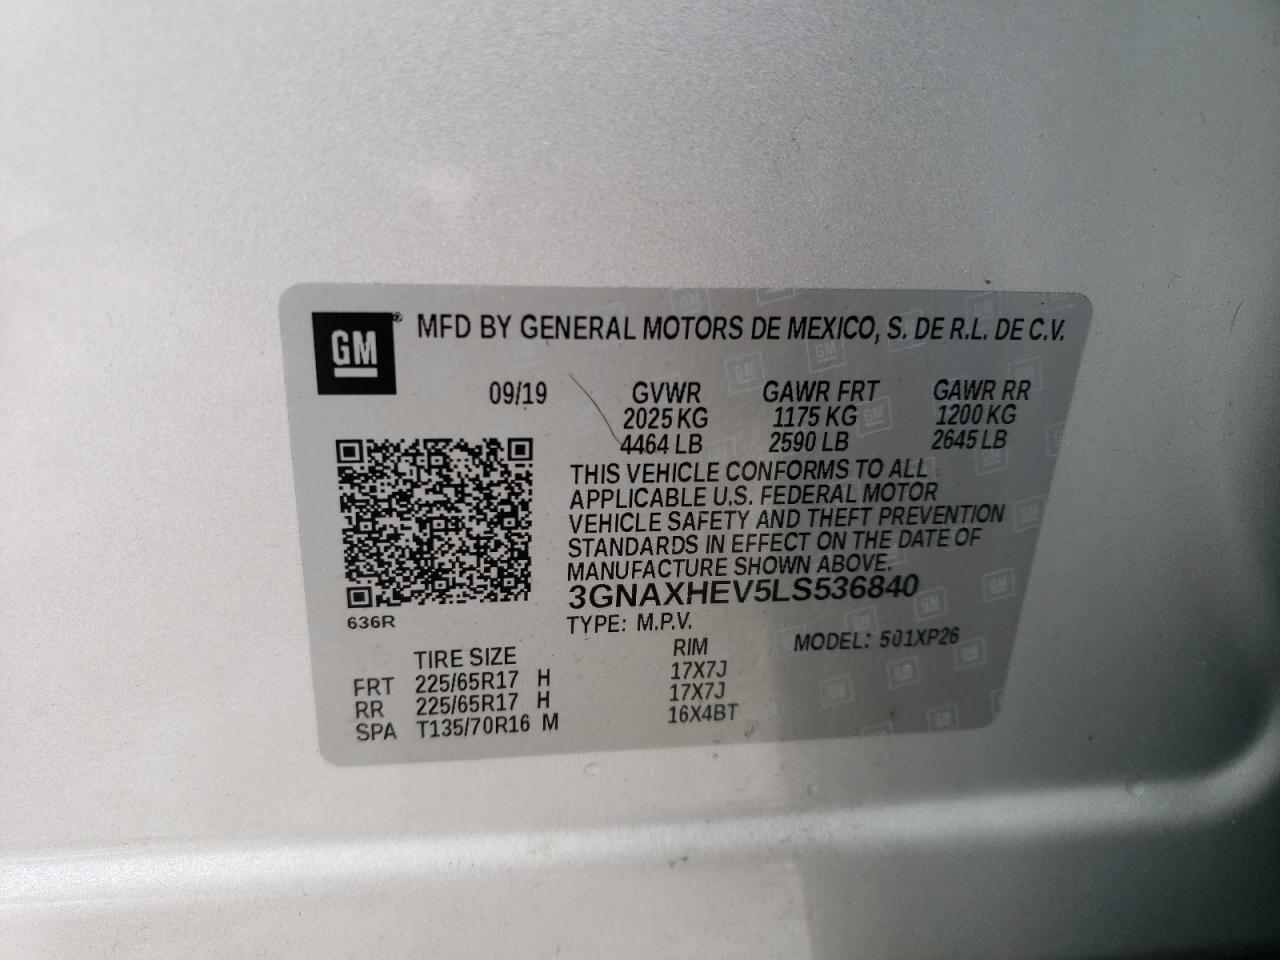 GM® MFD BY GENERAL MOTORS DE MEXICO, S. DE R.L. DE C.V.
09/19 GVWR GAWR FRT GAWR RR
2025 KG 1175 KG 1200 KG
4464 LB 2590 LB 2645 LB
THIS VEHICLE CONFORMS TO ALL
APPLICABLE U.S. FEDERAL MOTOR
VEHICLE SAFETY AND THEFT PREVENTION
STANDARDS IN EFFECT ON THE DATE OF
MANUFACTURE SHOWN ABOVE.
3GNAXHEV5LS536840
636R
TYPE: M.P.V. MODEL: 501XP26
TIRE SIZE RIM
FRT 225/65R17 H 17X7J
RR 225/65R17 H 17X7J
SPA T135/70R16 M 16X4BT